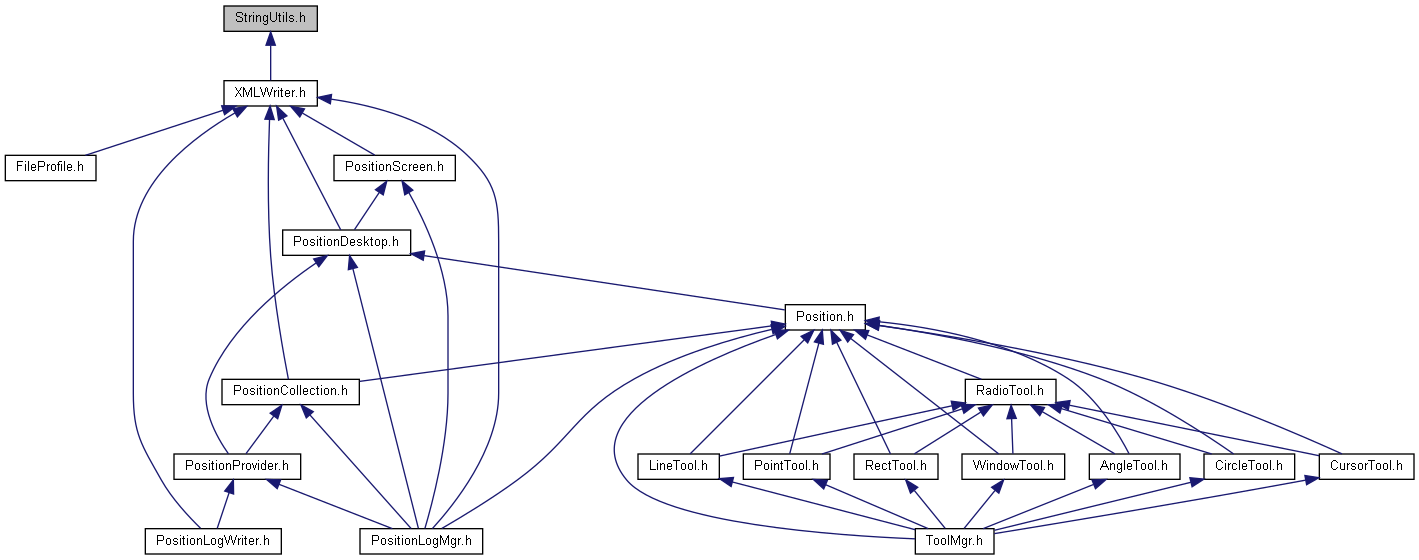 StringUtils.h
XMLWriter.h
FileProfile.h
PositionScreen.h
PositionDesktop.h
Position.h
PositionCollection.h
RadioTool.h
PositionProvider.h
LineTool.h
PointTool.h
RectTool.h
WindowTool.h
AngleTool.h
CircleTool.h
CursorTool.h
PositionLogWriter.h
PositionLogMgr.h
ToolMgr.h